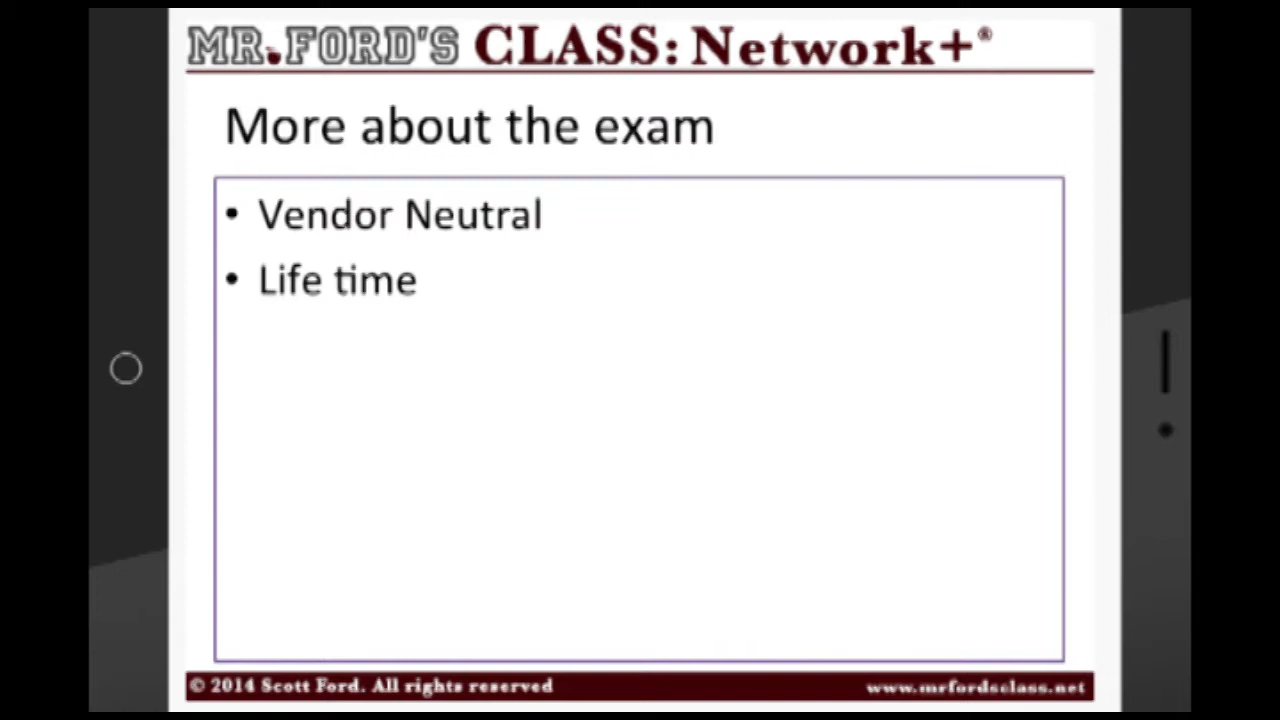 MR. FORD'S CLASS: Network+®
More about the exam
• Vendor Neutral
• Life time
© 2014 Scott Ford. All rights reserved
www.mrfordsclass.net